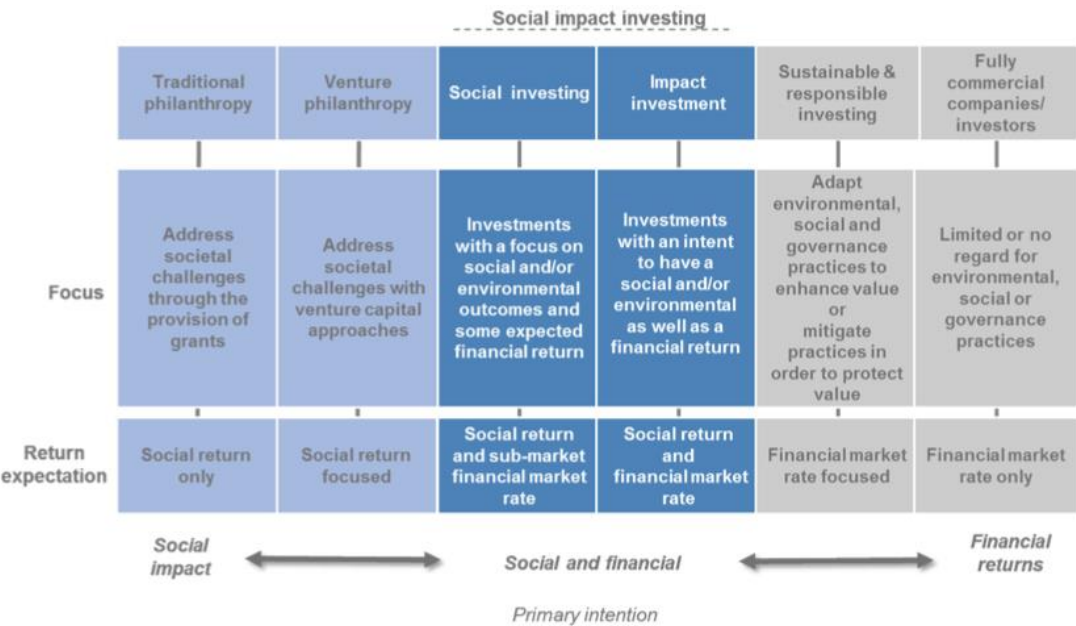 Social impact investing
Traditional
philanthropy
Venture
philanthropy
Social investing
Impact
investment
Sustainable &
responsible
investing
Fully
commercial
companies/
investors
Focus
Address
societal
challenges
through the
provision of
grants
Address
societal
challenges with
venture capital
approaches
Investments
with a focus on
social and/or
environmental
outcomes and
some expected
financial return
Investments
with an intent
to have a
social and/or
environmental
as well as a
financial return
Adapt
environmental,
social and
governance
practices to
enhance value
or
mitigate
practices in
order to protect
value
Limited or no
regard for
environmental,
social or
governance
practices
Return
expectation
Social return
only
Social return
focused
Social return
and sub-market
financial market
rate
Social return
and
financial market
rate
Financial market
rate focused
Financial market
rate only
Social
impact
Social and financial
Financial
returns
Primary intention